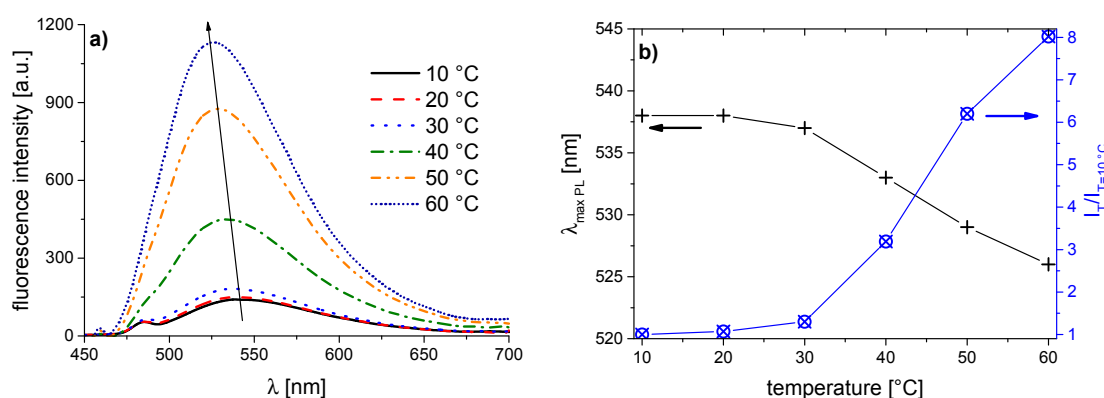 a)
fluorescence intensity [a.u.]
1200
900
600
300
0
450 500 550 600 650 700
λ [nm]
10 °C
20 °C
30 °C
40 °C
50 °C
60 °C
b)
λmax PL [nm]
545
540
535
530
525
520
10 20 30 40 50 60
temperature [°C]
8
7
6
5
4
3
2
1
IT/IT=10 °C